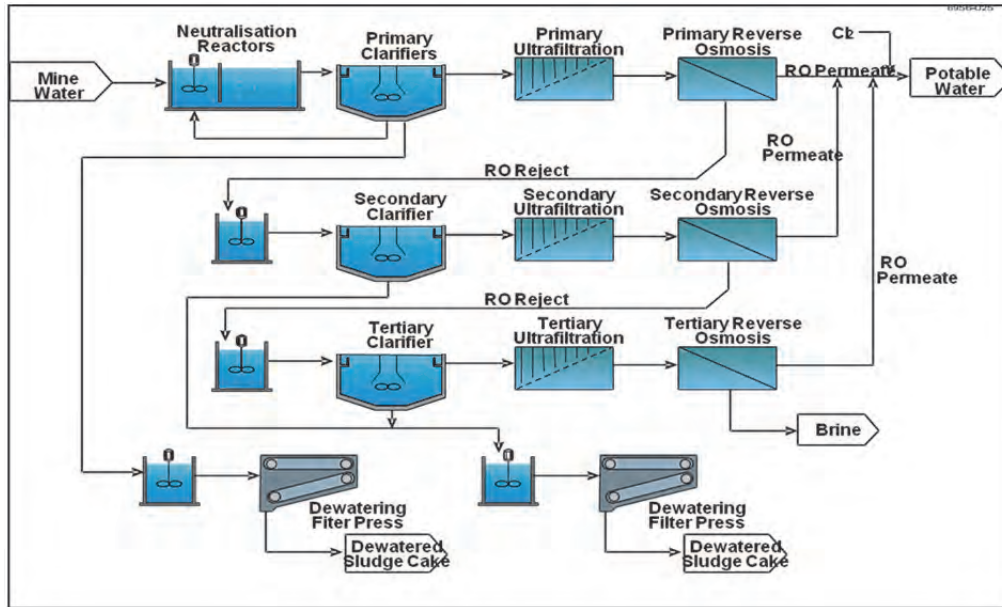 Neutralisation
Reactors
Primary
Clarifiers
Primary
Ultrafiltration
Primary Reverse
Osmosis
Cl2
Mine
Water
RO Permeate
Potable
Water
RO
Permeate
RO Reject
Secondary
Clarifier
Secondary
Ultrafiltration
Secondary Reverse
Osmosis
RO
Permeate
RO Reject
Tertiary
Clarifier
Tertiary
Ultrafiltration
Tertiary Reverse
Osmosis
Brine
Dewatering
Filter Press
Dewatering
Filter Press
Dewatered
Sludge Cake
Dewatered
Sludge Cake